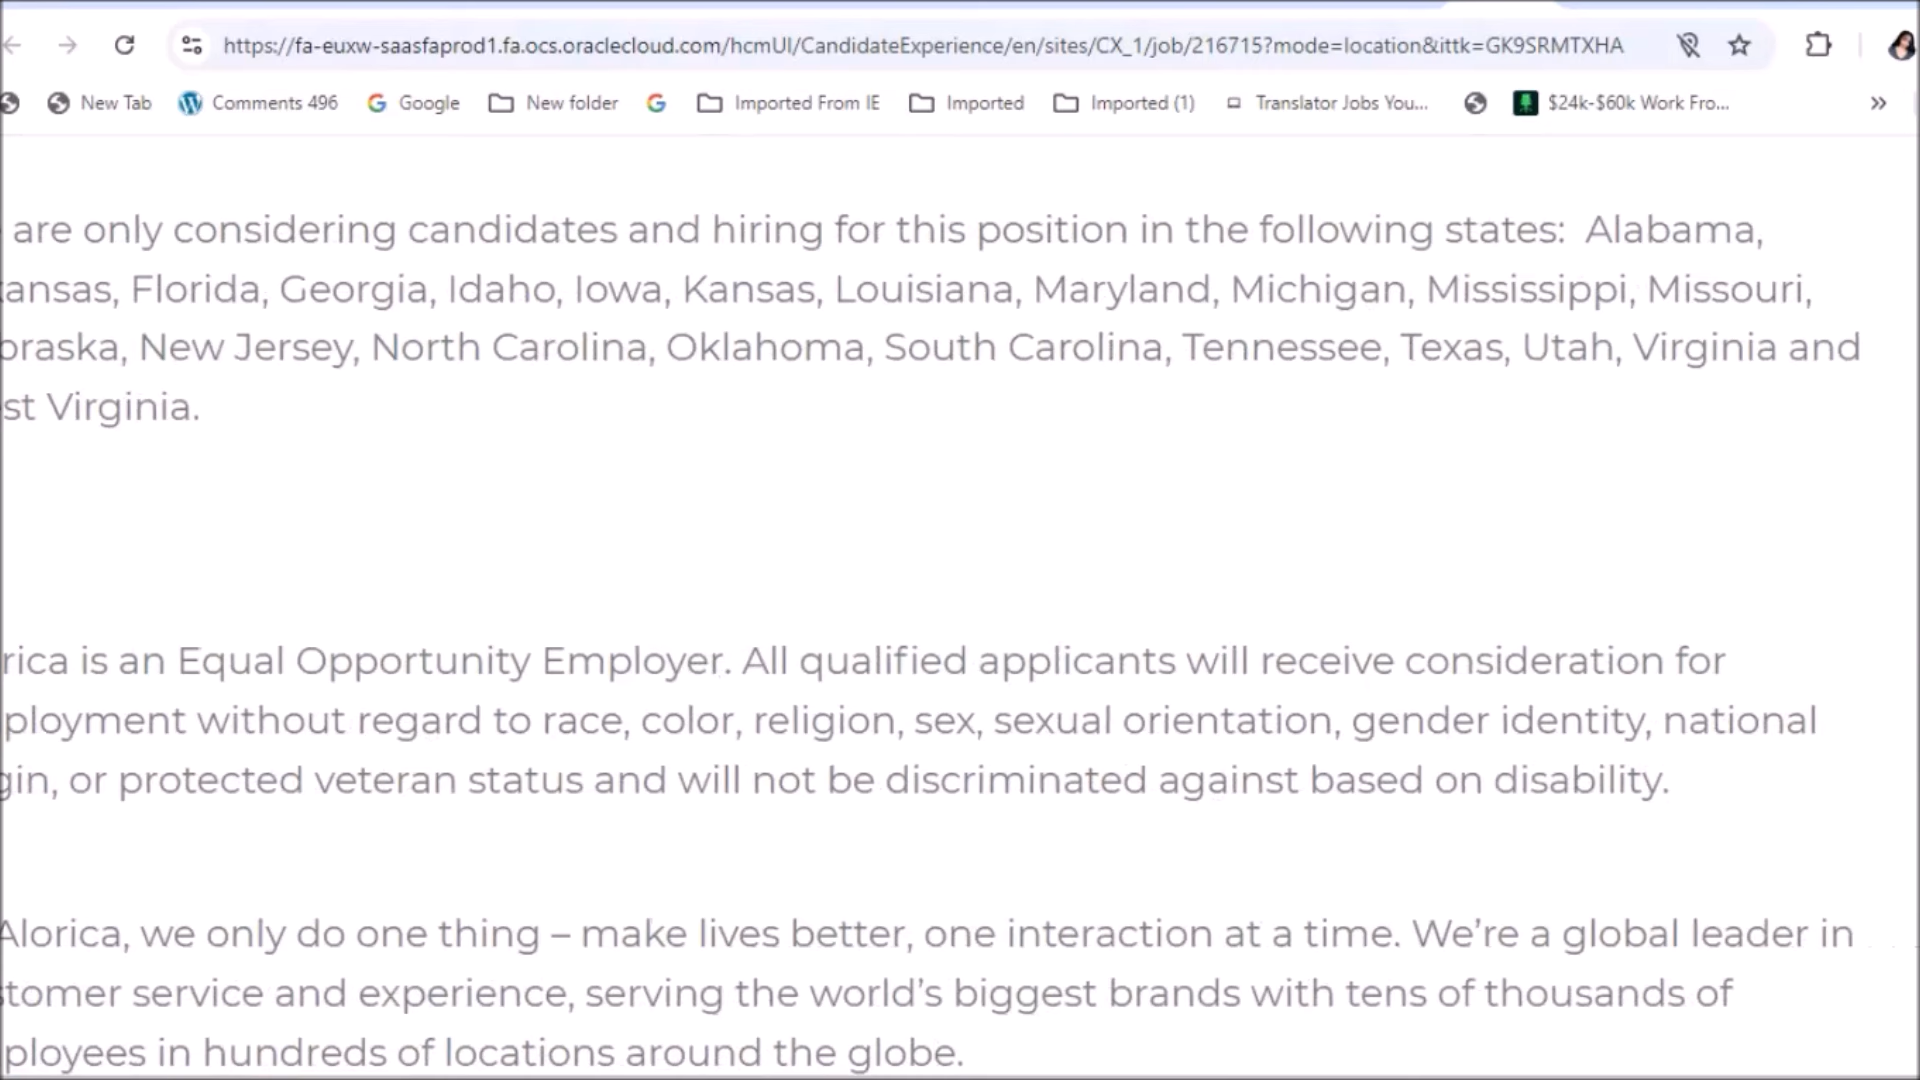 https://fa-euxw-saasfaprod1.fa.ocs.oraclecloud.com/hcmUI/CandidateExperience/en/sites/CX_1/job/216715?mode=location&ittk=GK9SRMTXHA
New Tab Comments 496 Google New folder Imported From IE Imported Imported (1) Translator Jobs You... $24k-$60k Work Fro... »
are only considering candidates and hiring for this position in the following states: Alabama,
ansas, Florida, Georgia, Idaho, Iowa, Kansas, Louisiana, Maryland, Michigan, Mississippi, Missouri,
braska, New Jersey, North Carolina, Oklahoma, South Carolina, Tennessee, Texas, Utah, Virginia and
st Virginia.
rica is an Equal Opportunity Employer. All qualified applicants will receive consideration for
ployment without regard to race, color, religion, sex, sexual orientation, gender identity, national
gin, or protected veteran status and will not be discriminated against based on disability.
Alorica, we only do one thing – make lives better, one interaction at a time. We’re a global leader in
tomer service and experience, serving the world’s biggest brands with tens of thousands of
ployees in hundreds of locations around the globe.